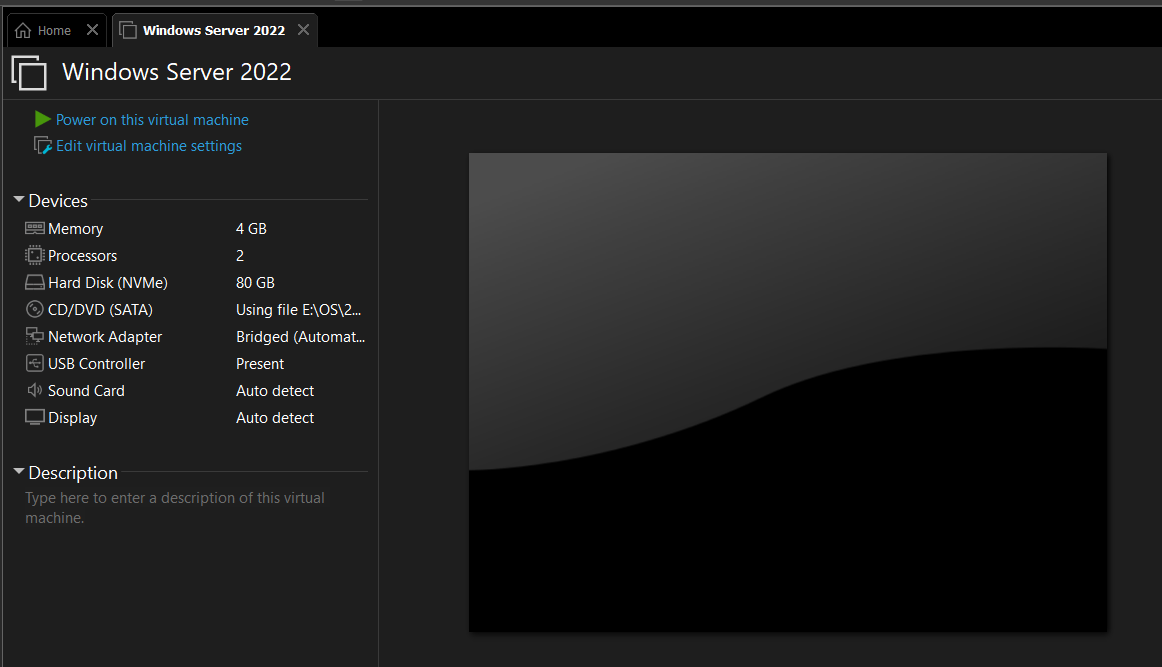 Home
Windows Server 2022
Windows Server 2022
Power on this virtual machine
Edit virtual machine settings
Devices
Memory 4 GB
Processors 2
Hard Disk (NVMe) 80 GB
CD/DVD (SATA) Using file E:\OS\2...
Network Adapter Bridged (Automat...
USB Controller Present
Sound Card Auto detect
Display Auto detect
Description
Type here to enter a description of this virtual
machine.